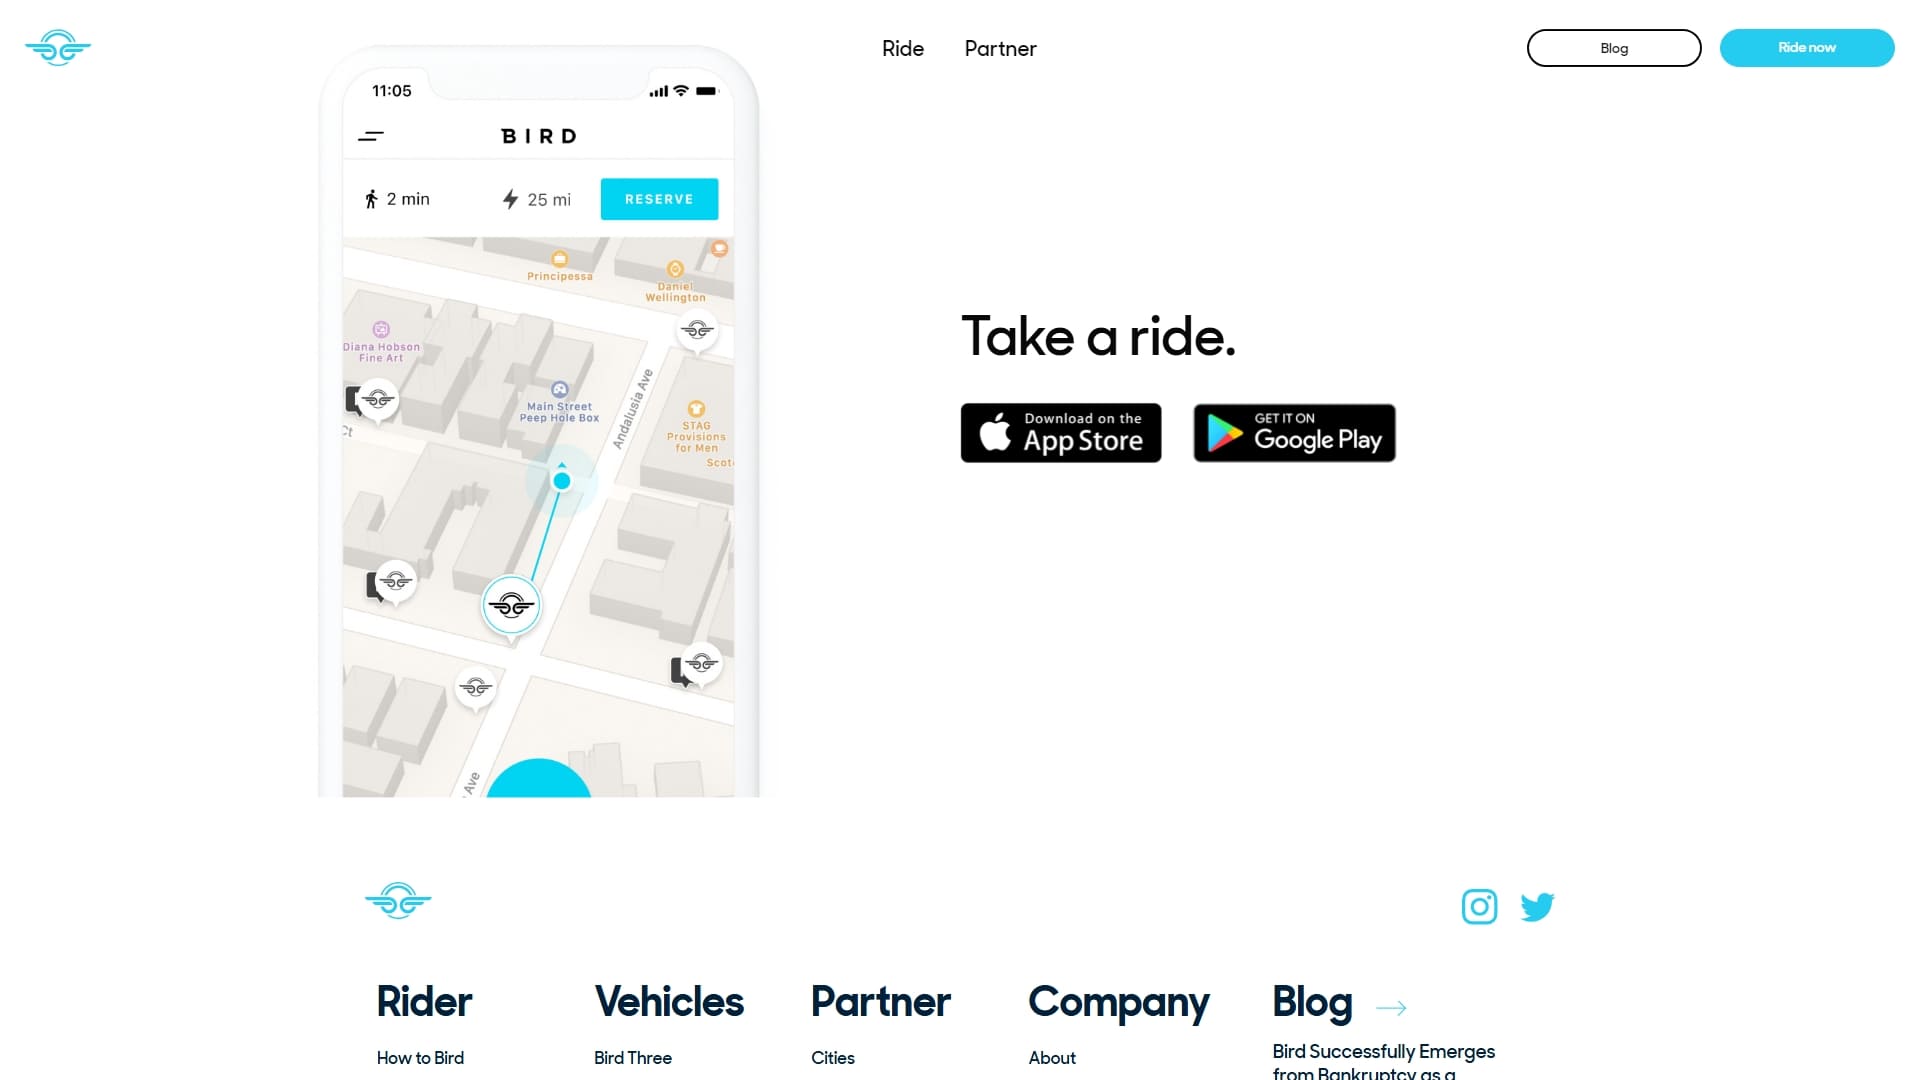 Ride
Partner
Blog
Ride now
11:05
BIRD
2 min
25 mi
RESERVE
Principessa
Daniel
Wellington
Diana Hobson
Fine Art
Main Street
Peep Hole Box
Andalusia Ave
STAG
Provisions
for Men
Scot
Ct
Ave
Take a ride.
Download on the
App Store
GET IT ON
Google Play
Rider
Vehicles
Partner
Company
Blog
How to Bird
Bird Three
Cities
About
Bird Successfully Emerges
from Bankruptcy as a